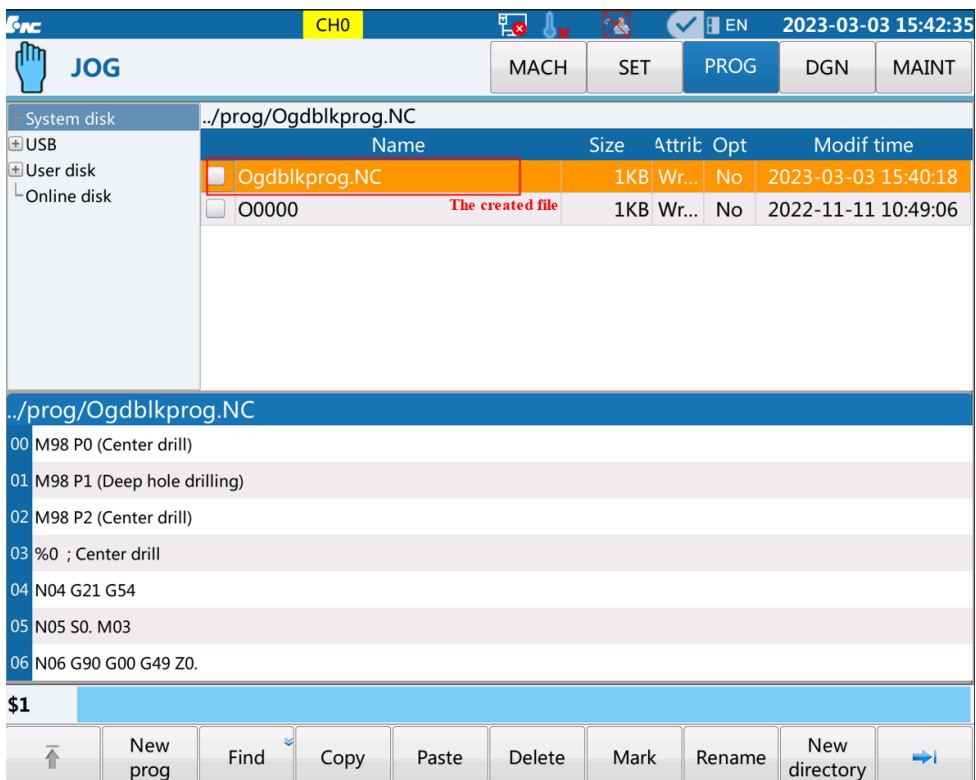 CH0 EN 2023-03-03 15:42:35
JOG MACH SET PROG DGN MAINT
System disk ../prog/Ogdblkprog.NC
USB Name Size Attrib Opt Modif time
User disk Ogdblkprog.NC 1KB Wr... No 2023-03-03 15:40:18
Online disk O0000 The created file 1KB Wr... No 2022-11-11 10:49:06
../prog/Ogdblkprog.NC
00 M98 P0 (Center drill)
01 M98 P1 (Deep hole drilling)
02 M98 P2 (Center drill)
03 %0 ; Center drill
04 N04 G21 G54
05 N05 S0. M03
06 N06 G90 G00 G49 Z0.
$1
New prog Find Copy Paste Delete Mark Rename New directory